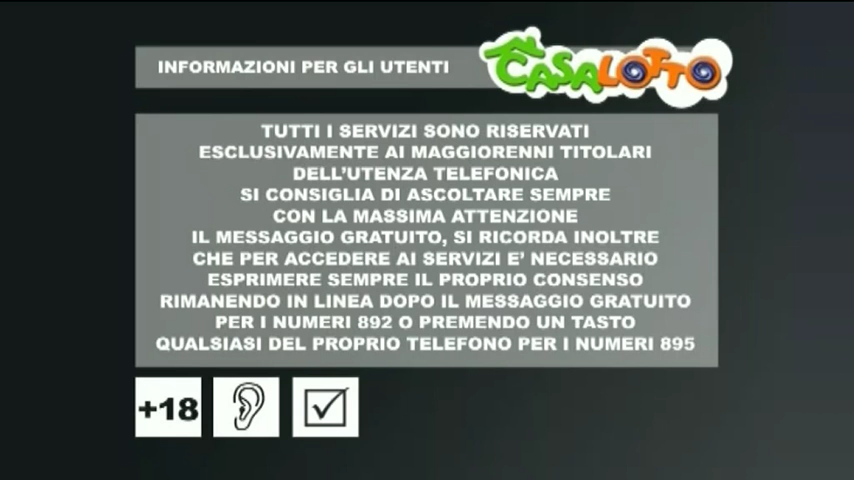 INFORMAZIONI PER GLI UTENTI
CASALOTTO
TUTTI I SERVIZI SONO RISERVATI
ESCLUSIVAMENTE AI MAGGIORENNI TITOLARI
DELL'UTENZA TELEFONICA
SI CONSIGLIA DI ASCOLTARE SEMPRE
CON LA MASSIMA ATTENZIONE
IL MESSAGGIO GRATUITO, SI RICORDA INOLTRE
CHE PER ACCEDERE AI SERVIZI E' NECESSARIO
ESPRIMERE SEMPRE IL PROPRIO CONSENSO
RIMANENDO IN LINEA DOPO IL MESSAGGIO GRATUITO
PER I NUMERI 892 O PREMENDO UN TASTO
QUALSIASI DEL PROPRIO TELEFONO PER I NUMERI 895
+18